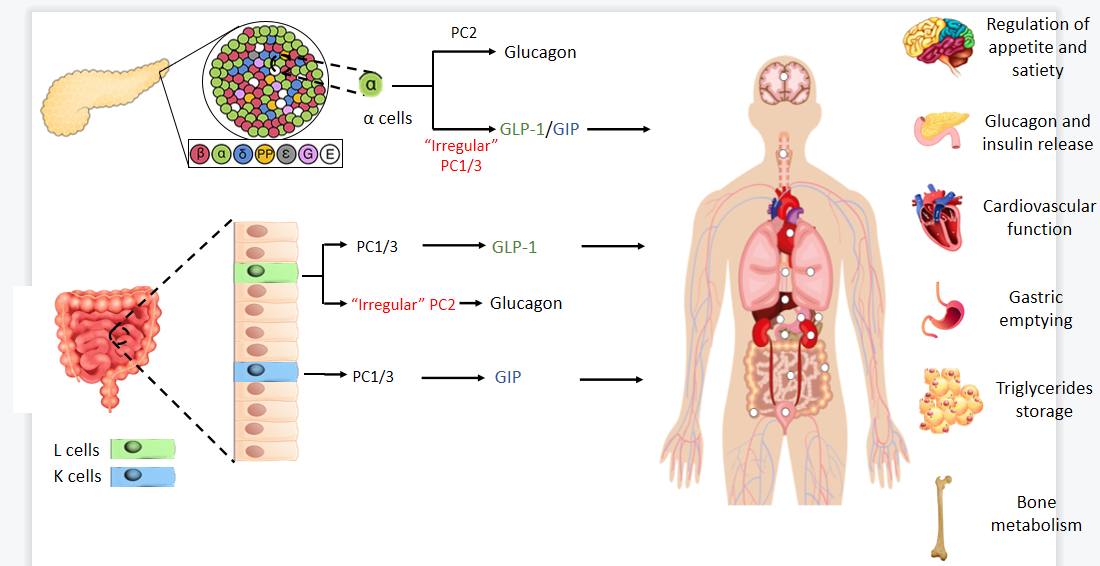 PC2
Glucagon
α
α cells
GLP-1/GIP
“Irregular”
PC1/3
β α δ PP ε G E
PC1/3
GLP-1
“Irregular” PC2
Glucagon
PC1/3
GIP
L cells
K cells
Regulation of
appetite and
satiety
Glucagon and
insulin release
Cardiovascular
function
Gastric
emptying
Triglycerides
storage
Bone
metabolism